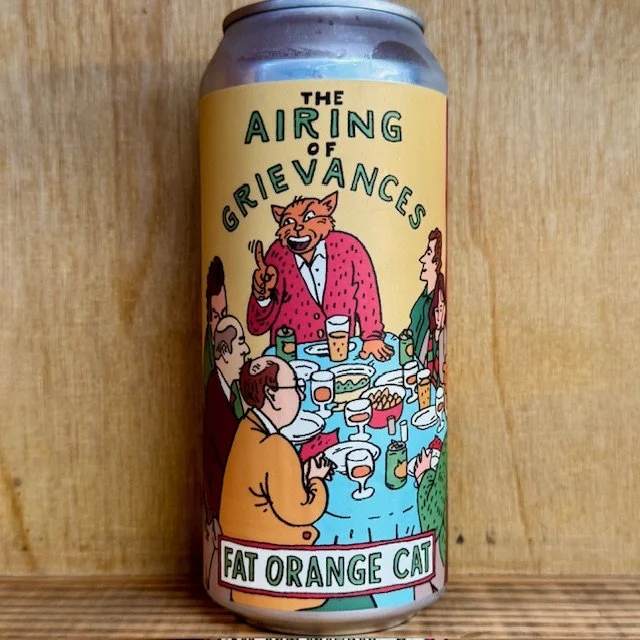 THE
AIRING
OF
GRIEVANCES
FAT ORANGE CAT